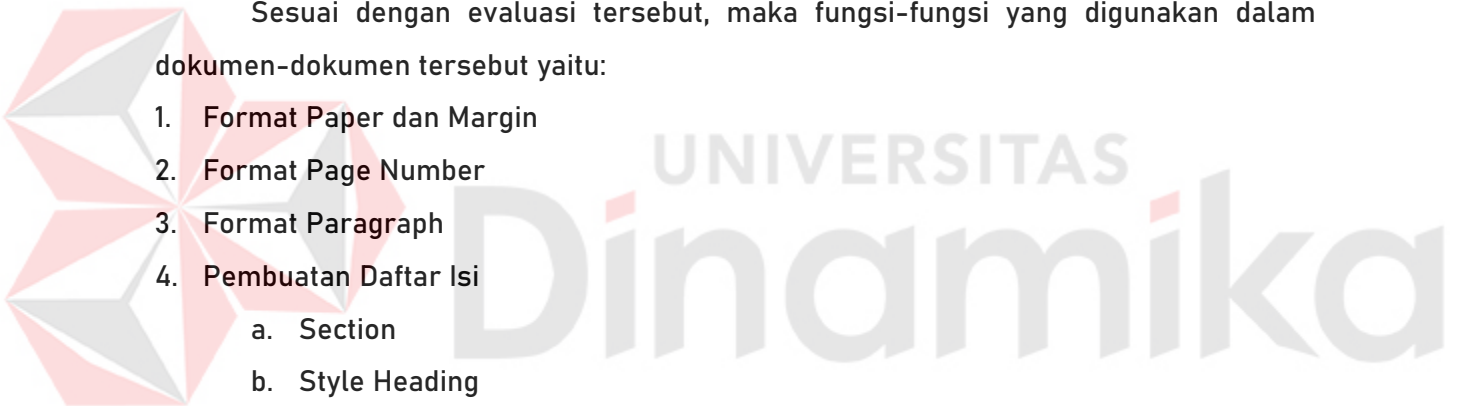 Sesuai dengan evaluasi tersebut, maka fungsi-fungsi yang digunakan dalam
dokumen-dokumen tersebut yaitu:
1. Format Paper dan Margin
2. Format Page Number
3. Format Paragraph
4. Pembuatan Daftar Isi
a. Section
b. Style Heading
UNIVERSITAS
Dinamika